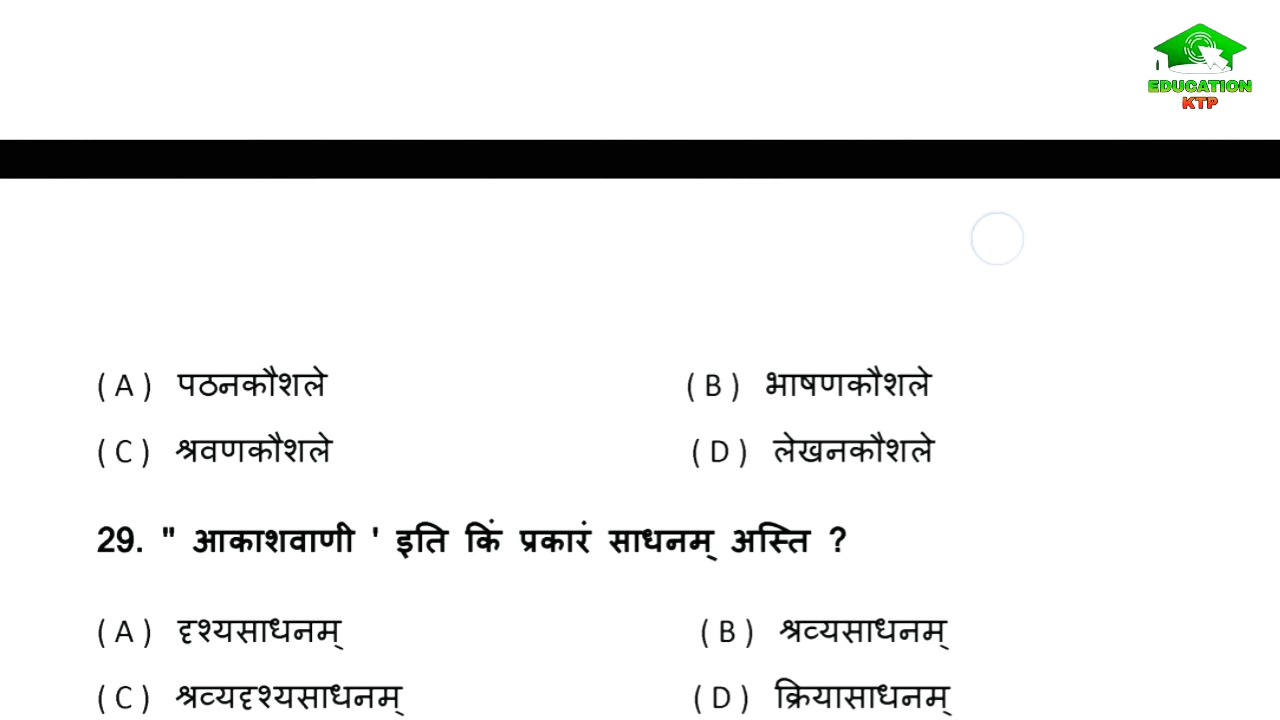 EDUCATION
KTP
( A ) पठनकौशले ( B ) भाषणकौशले
( C ) श्रवणकौशले ( D ) लेखनकौशले
29. " आकाशवाणी ' इति किं प्रकारं साधनम् अस्ति ?
( A ) दृश्यसाधनम् ( B ) श्रव्यसाधनम्
( C ) श्रव्यदृश्यसाधनम् ( D ) क्रियासाधनम्